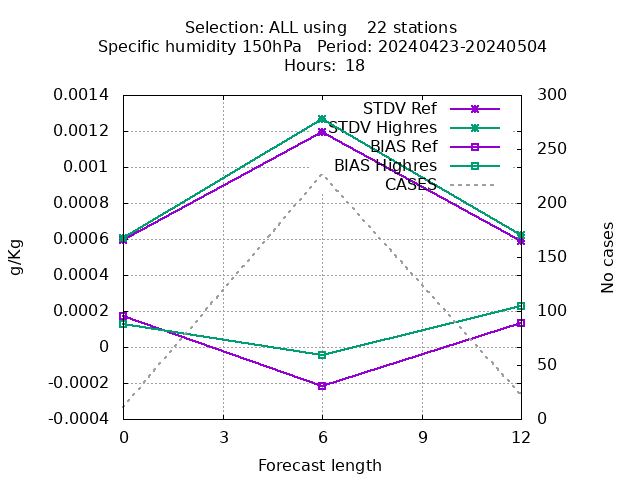 Selection: ALL using    22 stations
Specific humidity 150hPa   Period: 20240423-20240504
Hours: 18
0.0014
0.0012
0.001
0.0008
0.0006
0.0004
0.0002
0
-0.0002
-0.0004
g/Kg
STDV Ref
STDV Highres
BIAS Ref
BIAS Highres
CASES
300
250
200
150
100
50
0
No cases
0 3 6 9 12
Forecast length